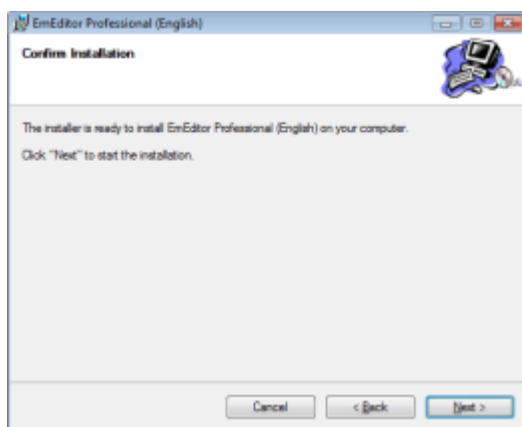 EmEditor Professional (English)
Confirm Installation
The installer is ready to install EmEditor Professional (English) on your computer.
Click "Next" to start the installation.
Cancel
< Back
Next >